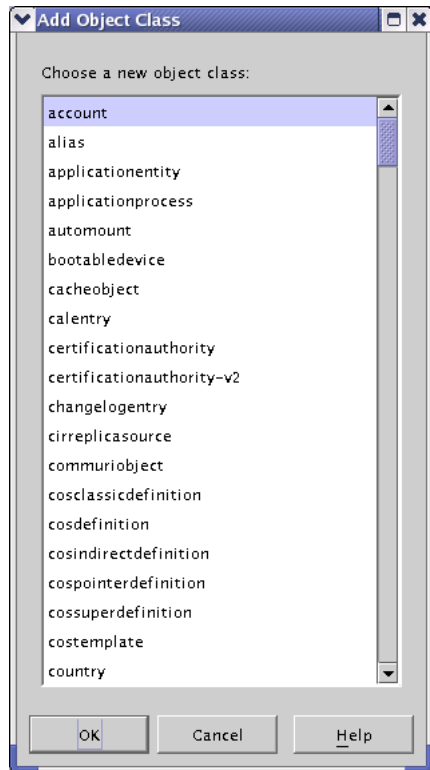 Add Object Class
Choose a new object class:
account
alias
applicationentity
applicationprocess
automount
bootabledevice
cacheobject
calentry
certificationauthority
certificationauthority-v2
changelogentry
cirreplicasource
commuriobject
cosclassicdefinition
cosdefinition
cosindirectdefinition
cospointerdefinition
cossuperdefinition
costemplate
country
OK Cancel Help